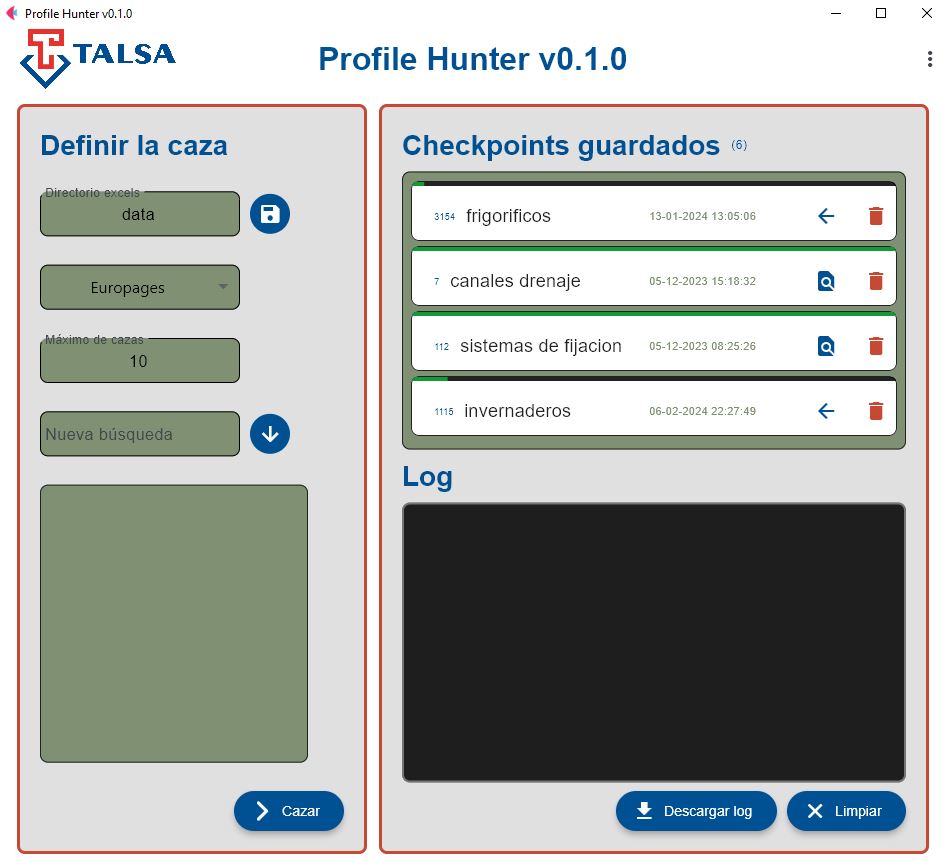 Profile Hunter v0.1.0
TALSA
Profile Hunter v0.1.0
Definir la caza
Directorio excels
data
Europages
Máximo de cazas
10
Nueva búsqueda
Cazar
Checkpoints guardados (6)
3154 frigorificos 13-01-2024 13:05:06
7 canales drenaje 05-12-2023 15:18:32
112 sistemas de fijacion 05-12-2023 08:25:26
1115 invernaderos 06-02-2024 22:27:49
Log
Descargar log
Limpiar